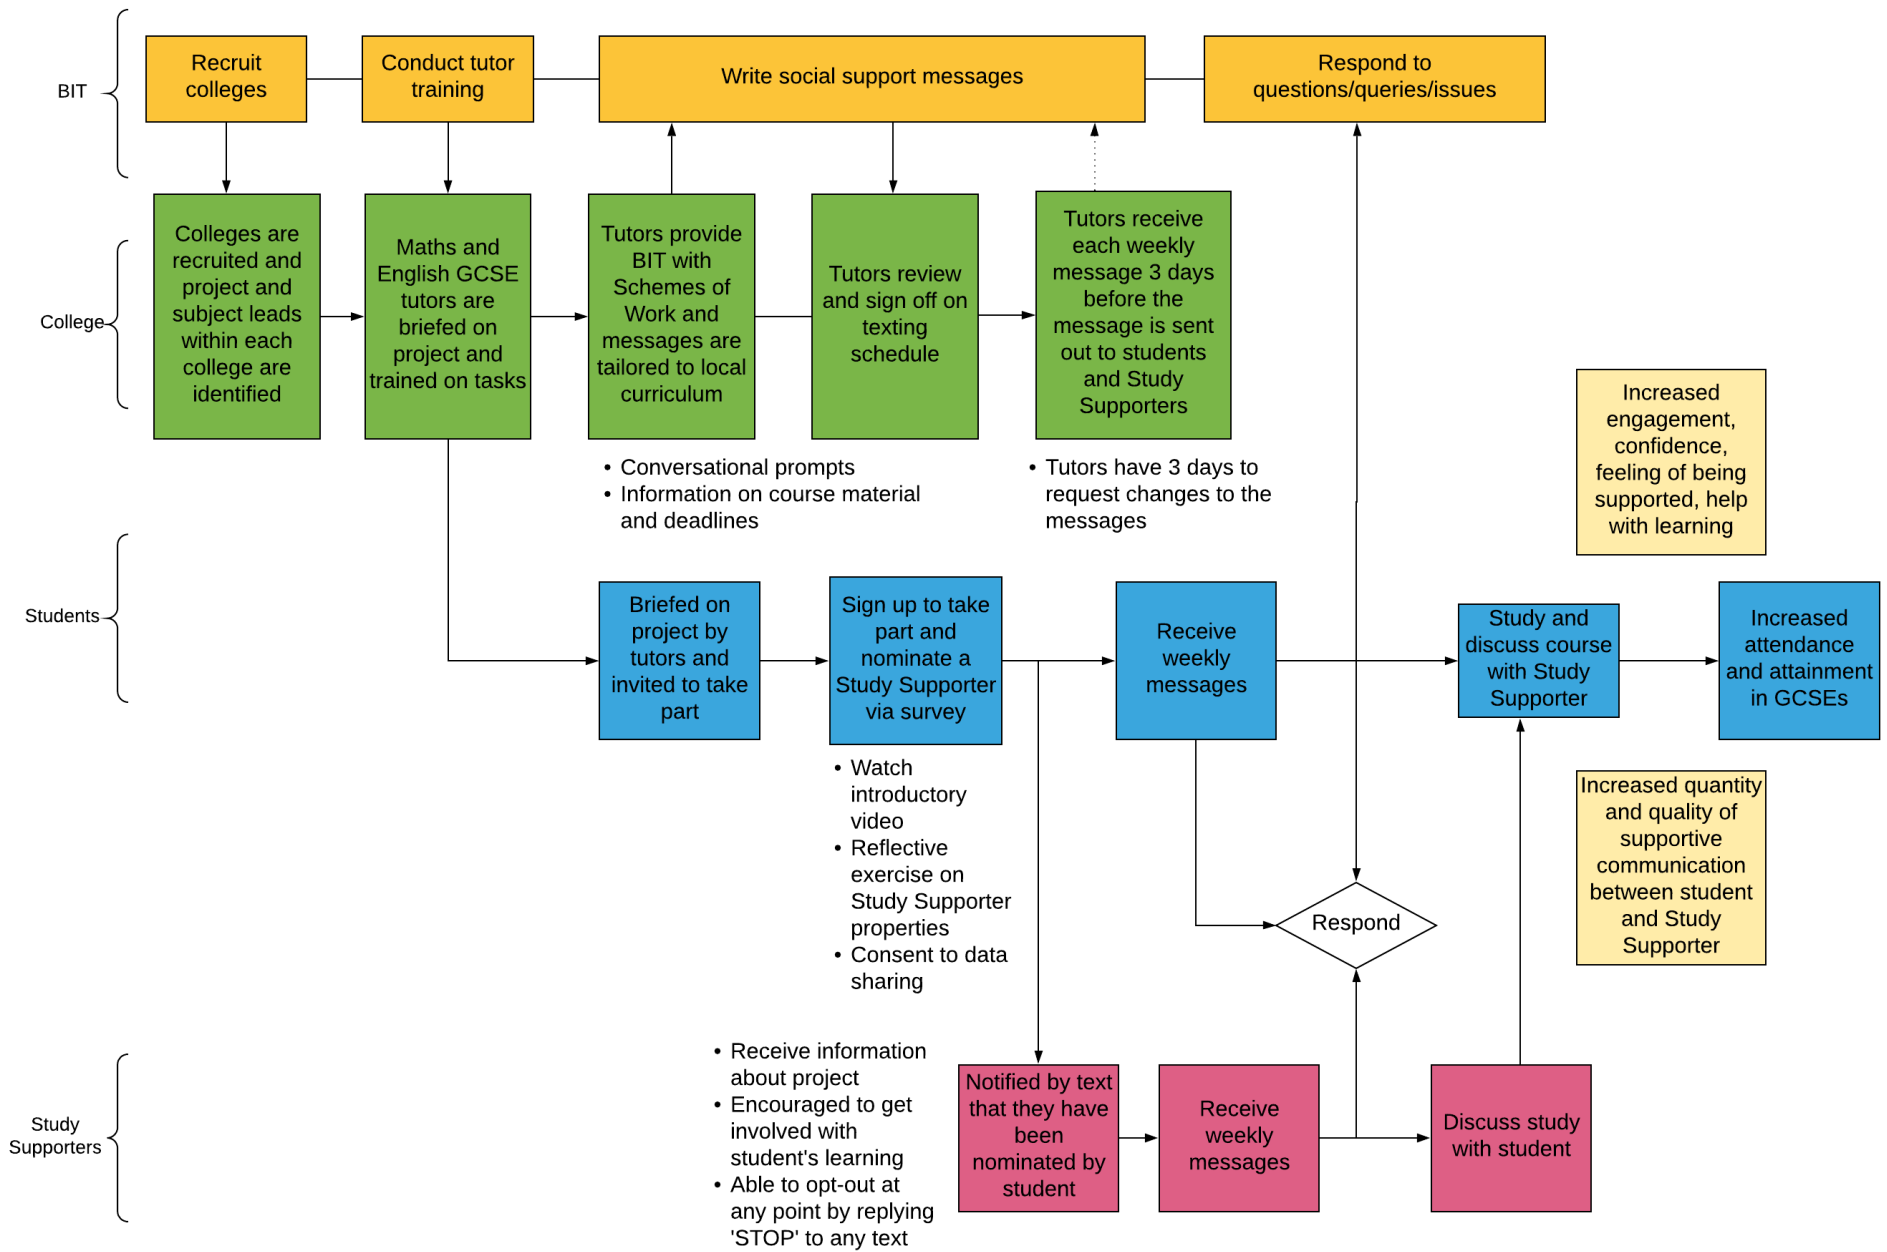 BIT
Recruit
colleges
Conduct tutor
training
Write social support messages
Respond to
questions/queries/issues
College
Colleges are
recruited and
project and
subject leads
within each
college are
identified
Maths and
English GCSE
tutors are
briefed on
project and
trained on tasks
Tutors provide
BIT with
Schemes of
Work and
messages are
tailored to local
curriculum
Tutors review
and sign off on
texting
schedule
Tutors receive
each weekly
message 3 days
before the
message is sent
out to students
and Study
Supporters
• Conversational prompts
• Information on course material
and deadlines
• Tutors have 3 days to
request changes to the
messages
Increased
engagement,
confidence,
feeling of being
supported, help
with learning
Students
Briefed on
project by
tutors and
invited to take
part
Sign up to take
part and
nominate a
Study Supporter
via survey
Receive
weekly
messages
Study and
discuss course
with Study
Supporter
Increased
attendance
and attainment
in GCSEs
• Watch
introductory
video
• Reflective
exercise on
Study Supporter
properties
• Consent to data
sharing
Respond
Increased quantity
and quality of
supportive
communication
between student
and Study
Supporter
Study
Supporters
• Receive information
about project
• Encouraged to get
involved with
student's learning
• Able to opt-out at
any point by replying
'STOP' to any text
Notified by text
that they have
been
nominated by
student
Receive
weekly
messages
Discuss study
with student